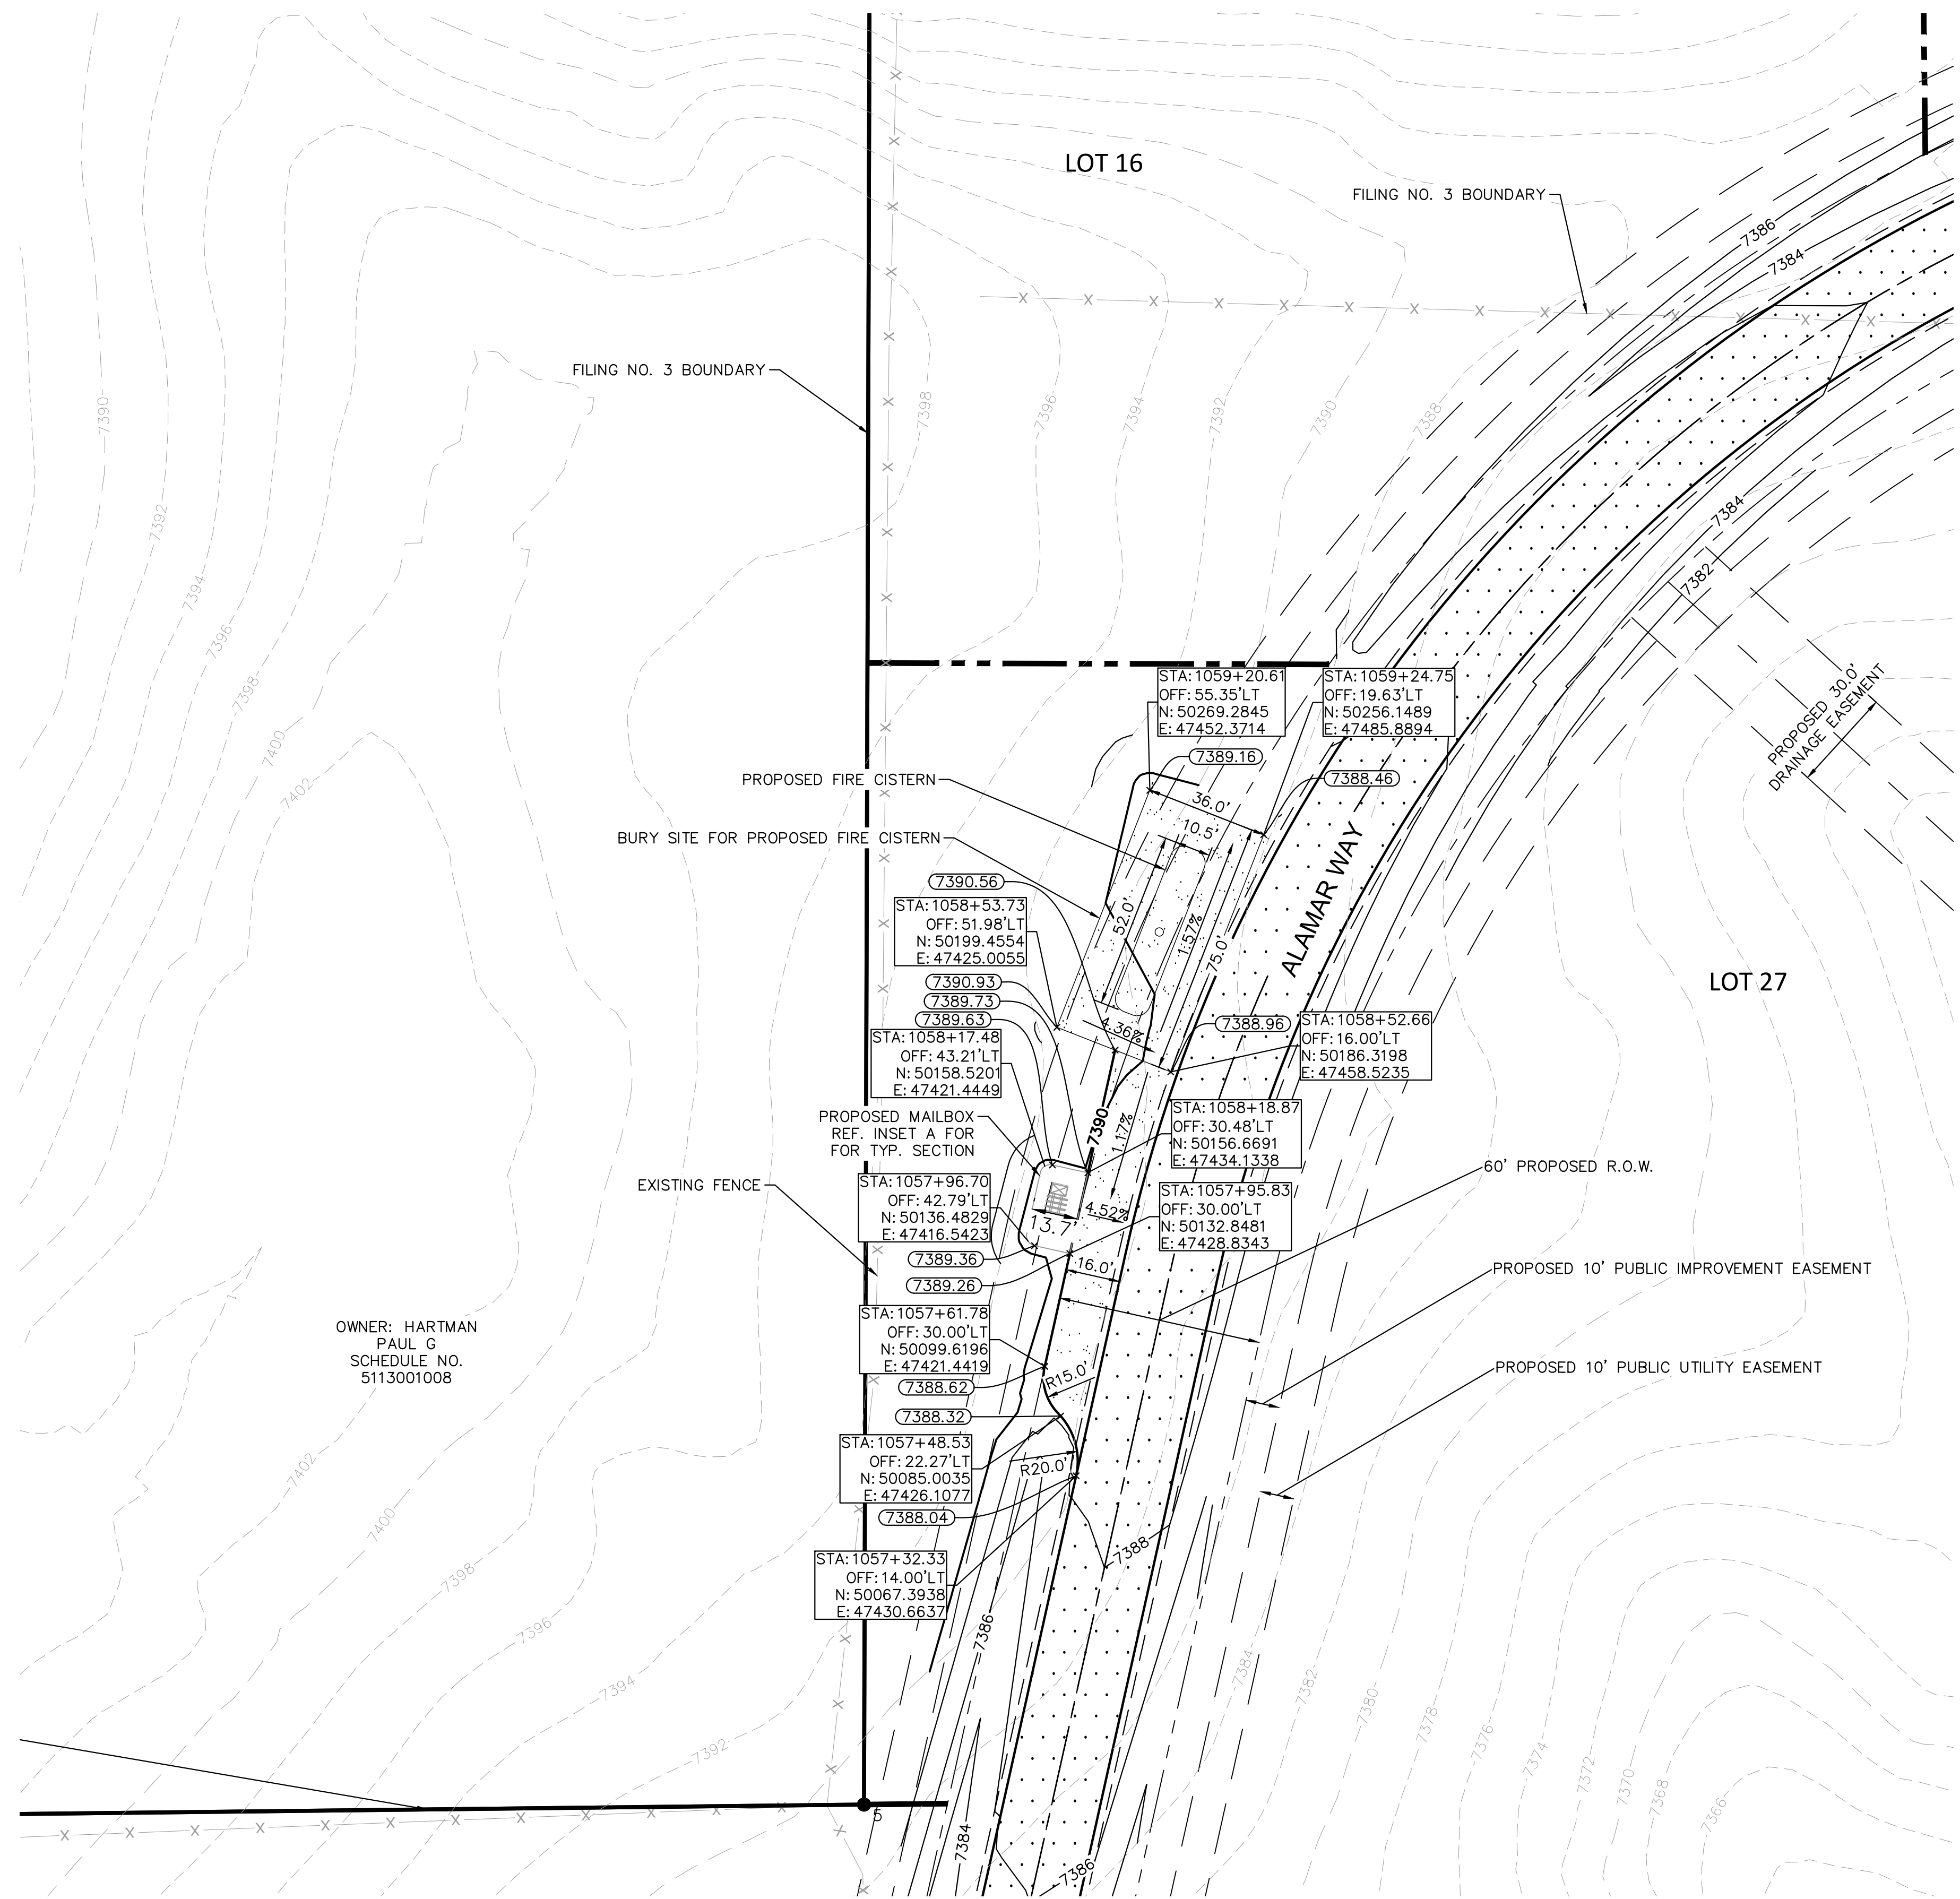 LOT 16
FILING NO. 3 BOUNDARY
7386
7384
FILING NO. 3 BOUNDARY
7390
7398
7396
7394
7392
7390
7388
7392
7394
7396
7398
7400
7402
7384
7382
PROPOSED 30.0'
DRAINAGE EASEMENT
STA: 1059+20.61
OFF: 55.35'LT
N: 50269.2845
E: 47452.3714
STA: 1059+24.75
OFF: 19.63'LT
N: 50256.1489
E: 47485.8894
7389.16
7388.46
PROPOSED FIRE CISTERN
36.0'
10.5'
BURY SITE FOR PROPOSED FIRE CISTERN
ALAMAR WAY
7390.56
STA: 1058+53.73
OFF: 51.98'LT
N: 50199.4554
E: 47425.0055
52.0'
1.57%
75.0'
LOT 27
7390.93
7389.73
7389.63
4.36%
7388.96
STA: 1058+52.66
OFF: 16.00'LT
N: 50186.3198
E: 47458.5235
STA: 1058+17.48
OFF: 43.21'LT
N: 50158.5201
E: 47421.4449
PROPOSED MAILBOX
REF. INSET A FOR
FOR TYP. SECTION
7390
1.17%
STA: 1058+18.87
OFF: 30.48'LT
N: 50156.6691
E: 47434.1338
60' PROPOSED R.O.W.
EXISTING FENCE
STA: 1057+96.70
OFF: 42.79'LT
N: 50136.4829
E: 47416.5423
13.7'
4.52%
STA: 1057+95.83
OFF: 30.00'LT
N: 50132.8481
E: 47428.8343
7389.36
7389.26
16.0'
PROPOSED 10' PUBLIC IMPROVEMENT EASEMENT
OWNER: HARTMAN
PAUL G
SCHEDULE NO.
5113001008
STA: 1057+61.78
OFF: 30.00'LT
N: 50099.6196
E: 47421.4419
R15.0'
PROPOSED 10' PUBLIC UTILITY EASEMENT
7388.62
7388.32
STA: 1057+48.53
OFF: 22.27'LT
N: 50085.0035
E: 47426.1077
R20.0'
7388.04
7388
STA: 1057+32.33
OFF: 14.00'LT
N: 50067.3938
E: 47430.6637
7402
7400
7398
7396
7394
7392
7386
7384
7382
7380
7378
7376
7374
7372
7370
7368
7366
5
7384
7386